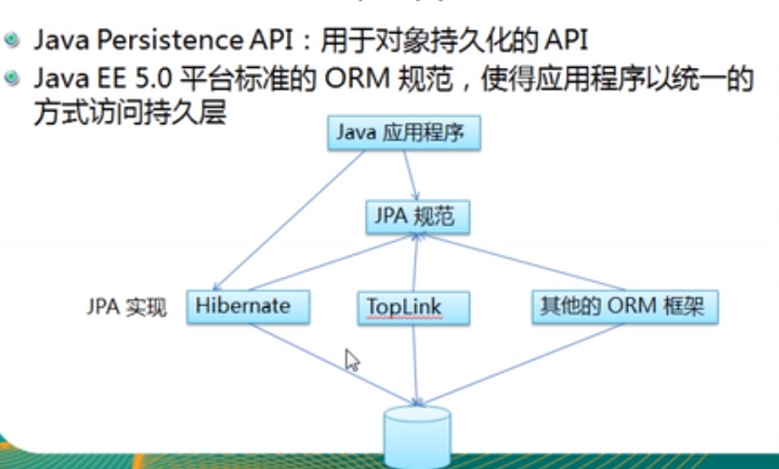 Java Persistence API：用于对象持久化的 API
Java EE 5.0 平台标准的 ORM 规范，使得应用程序以统一的
方式访问持久层
Java 应用程序
JPA 规范
JPA 实现
Hibernate
TopLink
其他的 ORM 框架